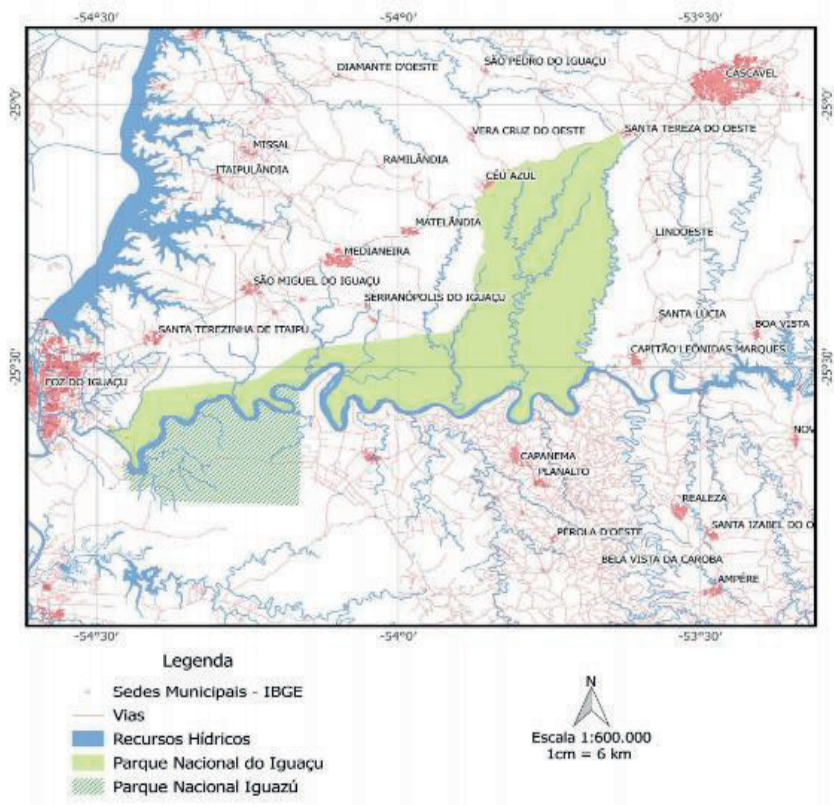 -54°30'
-54°0'
-53°30'
-25°0'
-25°0'
DIAMANTE D'OESTE
SÃO PEDRO DO IGUAÇU
CASCAVEL
VERA CRUZ DO OESTE
SANTA TEREZA DO OESTE
MISSAL
RAMILÂNDIA
ITAIPULÂNDIA
CÉU AZUL
MATELÂNDIA
MEDIANEIRA
LINDOESTE
SÃO MIGUEL DO IGUAÇU
SERRANÓPOLIS DO IGUAÇU
SANTA LÚCIA
SANTA TEREZINHA DE ITAIPU
BOA VISTA
CAPITÃO LEÔNIDAS MARQUES
-25°30'
-25°30'
FOZ DO IGUAÇU
NOV
CAPANEMA
PLANALTO
REALEZA
SANTA IZABEL DO O
PÉROLA D'OESTE
BELA VISTA DA CAROBA
AMPÉRE
-54°30'
-54°0'
-53°30'
Legenda
Sedes Municipais - IBGE
Vias
Recursos Hídricos
Parque Nacional do Iguaçu
Parque Nacional Iguazú
N
Escala 1:600.000
1cm = 6 km